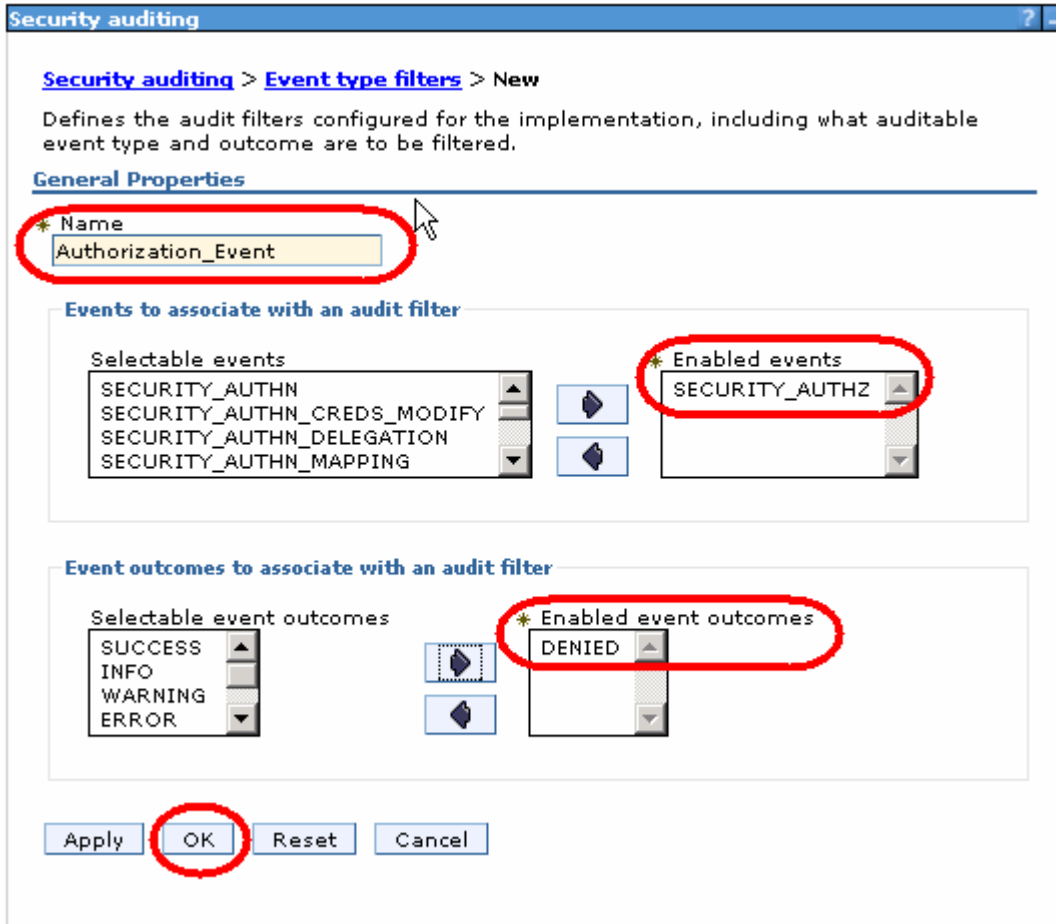 Security auditing ? -
Security auditing > Event type filters > New
Defines the audit filters configured for the implementation, including what auditable
event type and outcome are to be filtered.
General Properties
* Name
Authorization_Event
Events to associate with an audit filter
Selectable events
SECURITY_AUTHN
SECURITY_AUTHN_CREDS_MODIFY
SECURITY_AUTHN_DELEGATION
SECURITY_AUTHN_MAPPING
* Enabled events
SECURITY_AUTHZ
Event outcomes to associate with an audit filter
Selectable event outcomes
SUCCESS
INFO
WARNING
ERROR
* Enabled event outcomes
DENIED
Apply OK Reset Cancel